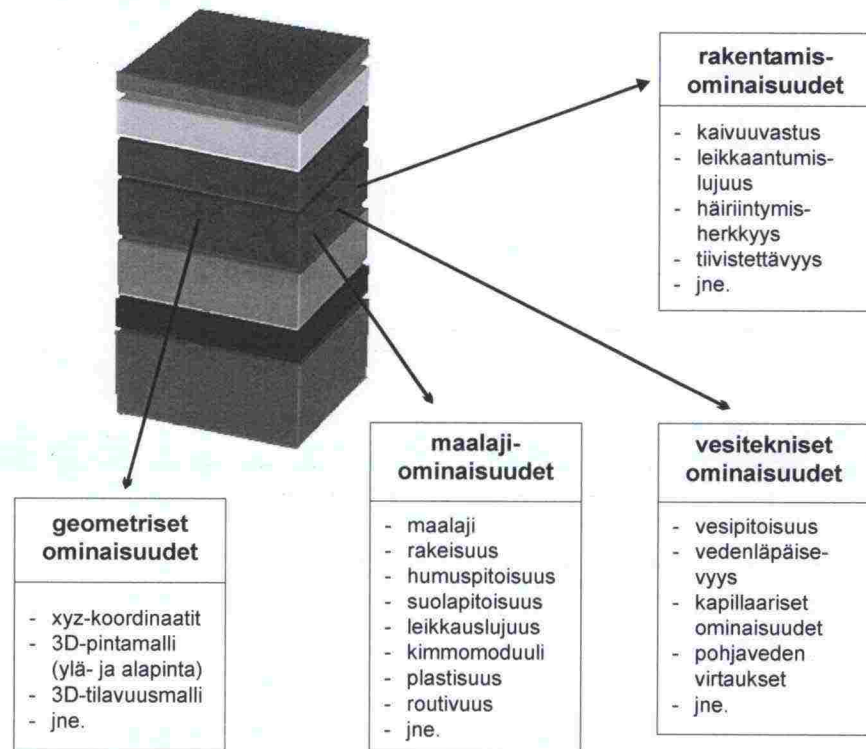 rakentamis-
ominaisuudet
- kaivuuvastus
- leikkaantumis-
lujuus
- häiriintymis-
herkkyys
- tiivistettävyys
- jne.
maalaji-
ominaisuudet
- maalaji
- rakeisuus
- humuspitoisuus
- suolapitoisuus
- leikkauslujuus
- kimmomoduuli
- plastisuus
- routivuus
- jne.
vesitekniset
ominaisuudet
- vesipitoisuus
- vedenläpäise-
vyys
- kapillaariset
ominaisuudet
- pohjaveden
virtaukset
- jne.
geometriset
ominaisuudet
- xyz-koordinaatit
- 3D-pintamalli
(ylä- ja alapinta)
- 3D-tilavuusmalli
- jne.